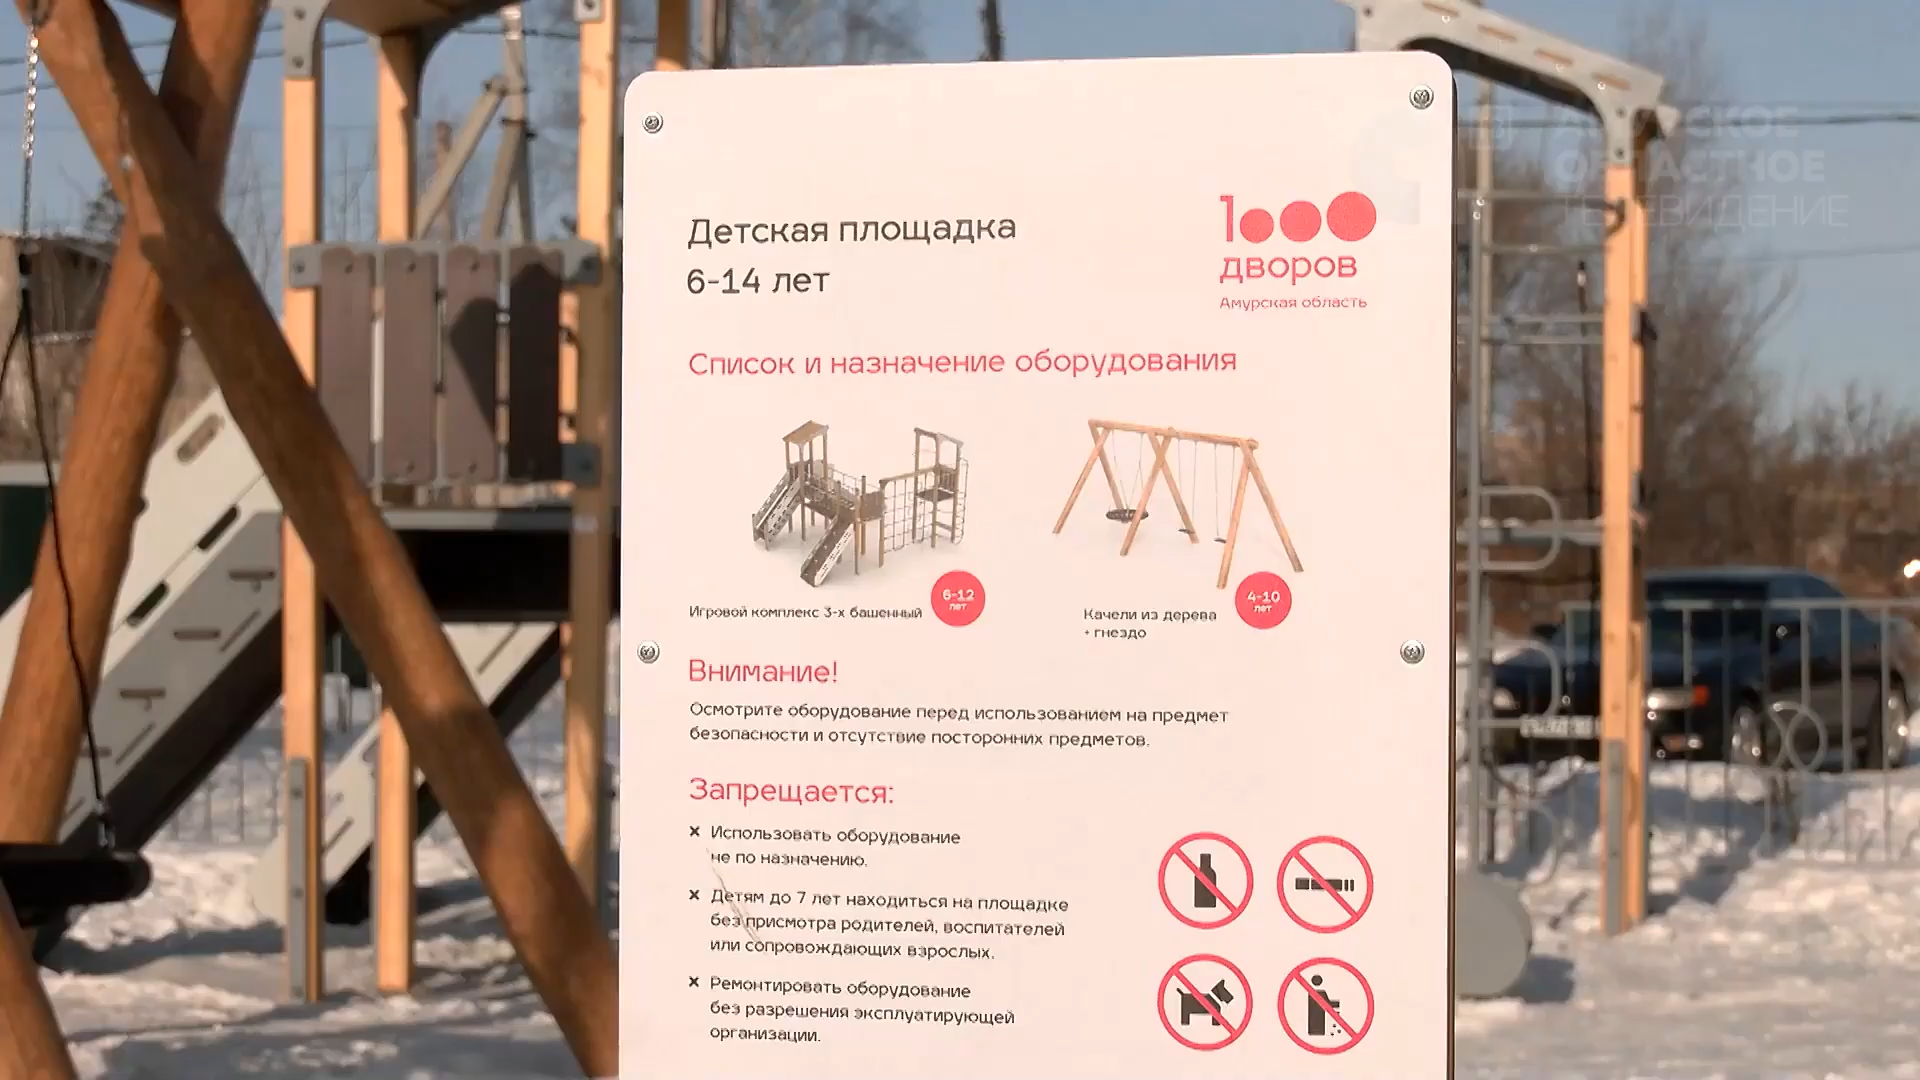 АМУРСКОЕ
ОБЛАСТНОЕ
ТЕЛЕВИДЕНИЕ
Детская площадка
6-14 лет
1000
дворов
Амурская область
Список и назначение оборудования
Игровой комплекс 3-х башенный
6-12
лет
Качели из дерева
+ гнездо
4-10
лет
Внимание!
Осмотрите оборудование перед использованием на предмет
безопасности и отсутствие посторонних предметов.
Запрещается:
× Использовать оборудование
не по назначению.
× Детям до 7 лет находиться на площадке
без присмотра родителей, воспитателей
или сопровождающих взрослых.
× Ремонтировать оборудование
без разрешения эксплуатирующей
организации.